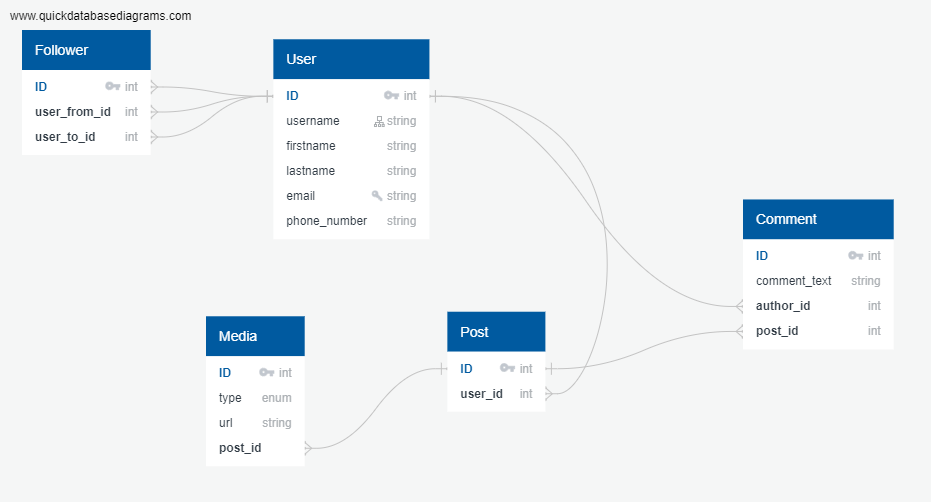 www.quickdatabasediagrams.com
Follower
ID int
user_from_id int
user_to_id int
User
ID int
username string
firstname string
lastname string
email string
phone_number string
Comment
ID int
comment_text string
author_id int
post_id int
Media
ID int
type enum
url string
post_id
Post
ID int
user_id int